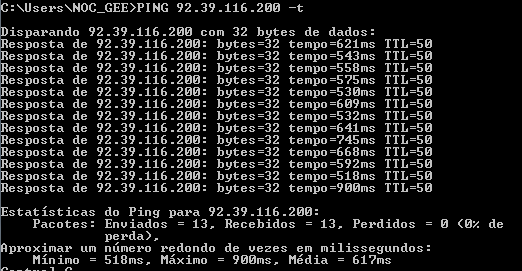 C:\Users\NOC_GEE>PING 92.39.116.200 -t
Disparando 92.39.116.200 com 32 bytes de dados:
Resposta de 92.39.116.200: bytes=32 tempo=621ms TTL=50
Resposta de 92.39.116.200: bytes=32 tempo=543ms TTL=50
Resposta de 92.39.116.200: bytes=32 tempo=558ms TTL=50
Resposta de 92.39.116.200: bytes=32 tempo=575ms TTL=50
Resposta de 92.39.116.200: bytes=32 tempo=530ms TTL=50
Resposta de 92.39.116.200: bytes=32 tempo=609ms TTL=50
Resposta de 92.39.116.200: bytes=32 tempo=532ms TTL=50
Resposta de 92.39.116.200: bytes=32 tempo=641ms TTL=50
Resposta de 92.39.116.200: bytes=32 tempo=745ms TTL=50
Resposta de 92.39.116.200: bytes=32 tempo=668ms TTL=50
Resposta de 92.39.116.200: bytes=32 tempo=592ms TTL=50
Resposta de 92.39.116.200: bytes=32 tempo=518ms TTL=50
Resposta de 92.39.116.200: bytes=32 tempo=900ms TTL=50
Estatísticas do Ping para 92.39.116.200:
Pacotes: Enviados = 13, Recebidos = 13, Perdidos = 0 (0% de
perda),
Aproximar um número redondo de vezes em milissegundos:
Mínimo = 518ms, Máximo = 900ms, Média = 617ms
Control-C